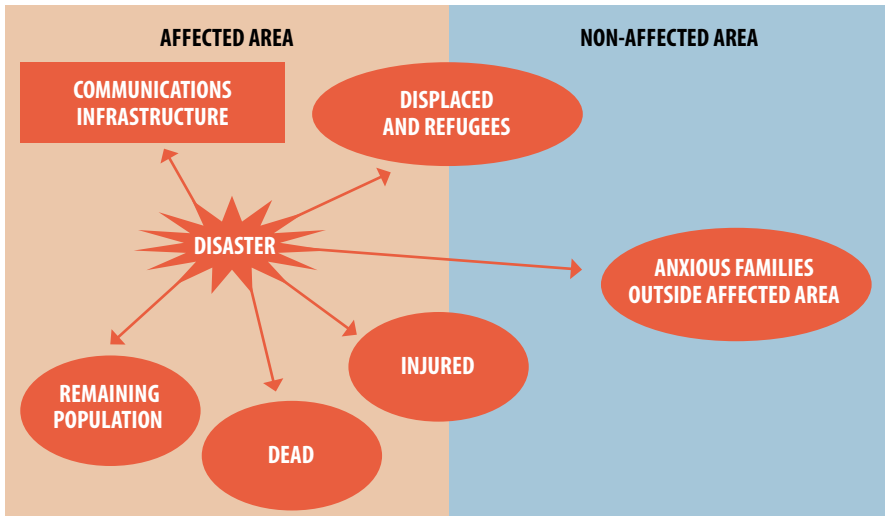 AFFECTED AREA
NON-AFFECTED AREA
COMMUNICATIONS
INFRASTRUCTURE
DISPLACED
AND REFUGEES
DISASTER
ANXIOUS FAMILIES
OUTSIDE AFFECTED AREA
INJURED
REMAINING
POPULATION
DEAD